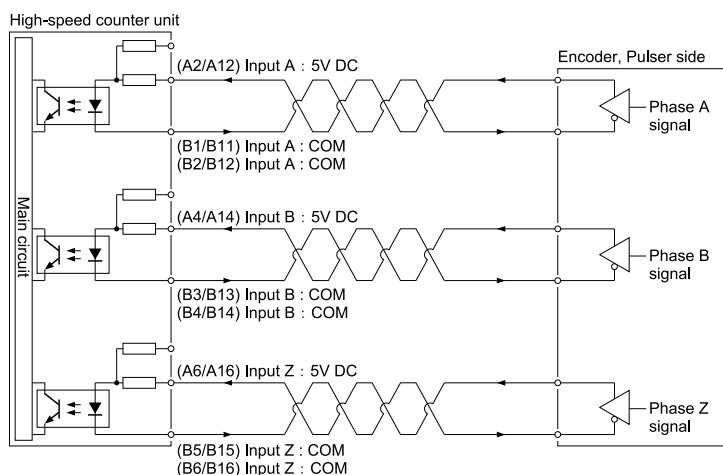 High-speed counter unit
Encoder, Pulser side
Main circuit
(A2/A12) Input A : 5V DC
(B1/B11) Input A : COM
(B2/B12) Input A : COM
Phase A
signal
(A4/A14) Input B : 5V DC
(B3/B13) Input B : COM
(B4/B14) Input B : COM
Phase B
signal
(A6/A16) Input Z : 5V DC
(B5/B15) Input Z : COM
(B6/B16) Input Z : COM
Phase Z
signal